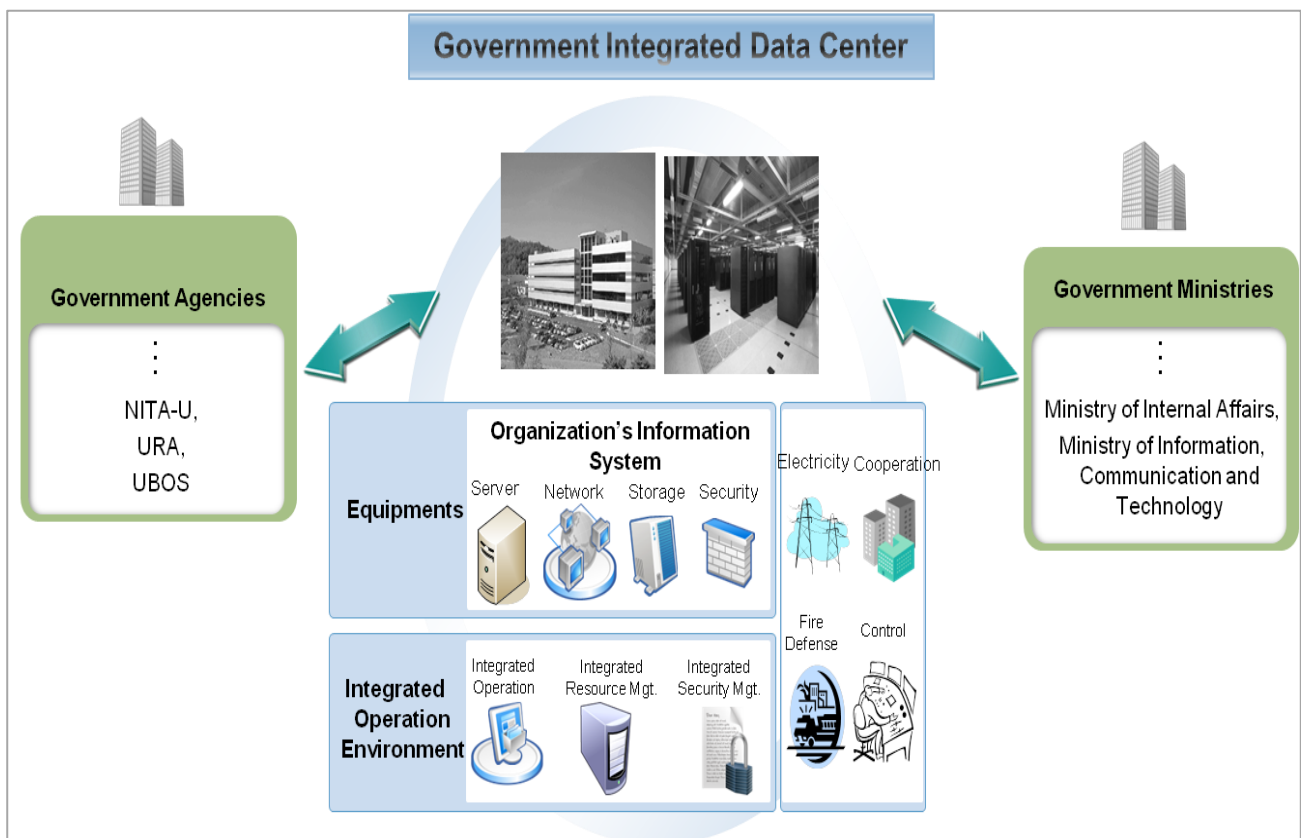 Government Integrated Data Center
Government Agencies
⋮
NITA-U,
URA,
UBOS
Government Ministries
⋮
Ministry of Internal Affairs,
Ministry of Information,
Communication and
Technology
Equipments
Organization’s Information
System
Server
Network
Storage
Security
Electricity
Cooperation
Fire
Defense
Control
Integrated
Operation
Environment
Integrated
Operation
Integrated
Resource Mgt.
Integrated
Security Mgt.